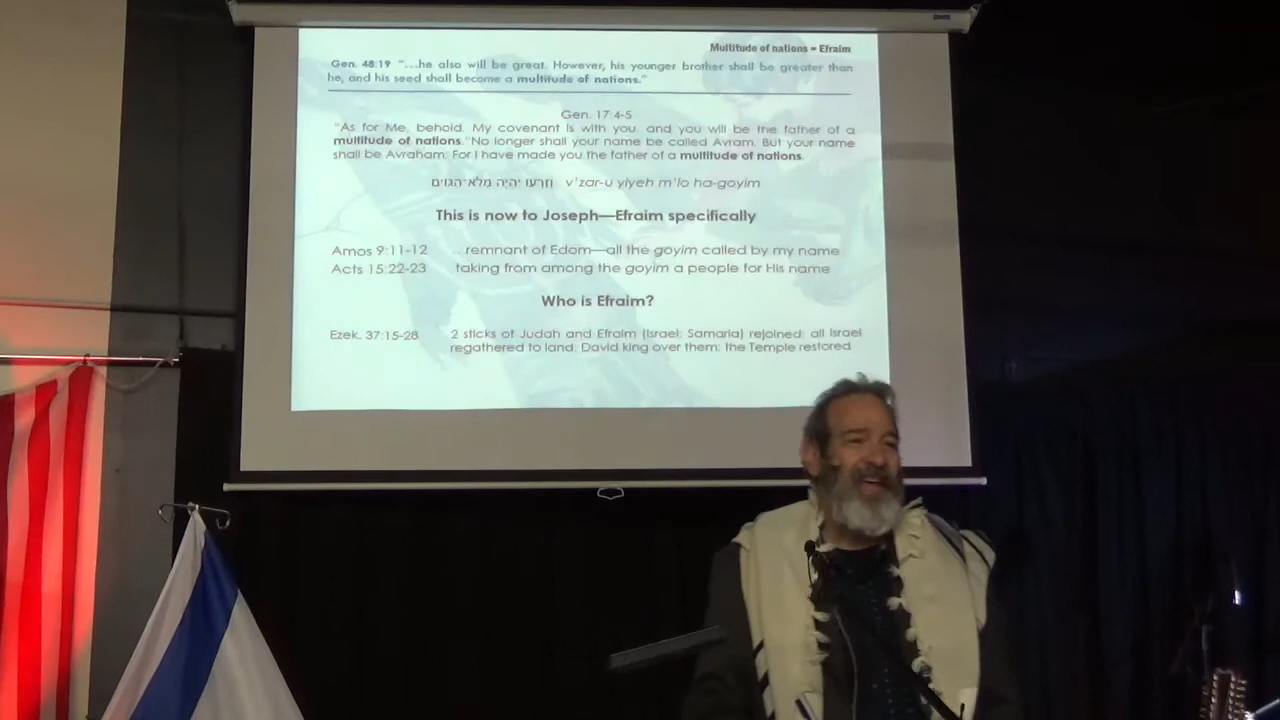 Multitude of nations = Efraim
Gen. 48:19 "...he also will be great. However, his younger brother shall be greater than
he, and his seed shall become a multitude of nations."
Gen. 17:4-5
"As for Me, behold, My covenant is with you, and you will be the father of a
multitude of nations. "No longer shall your name be called Avram, But your name
shall be Avraham; For I have made you the father of a multitude of nations.
וזרעו יהיה מלא־הגוים v'zar-u yiyeh m'lo ha-goyim
This is now to Joseph—Efraim specifically
Amos 9:11-12 ...remnant of Edom—all the goyim called by my name
Acts 15:22-23 taking from among the goyim a people for His name
Who is Efraim?
Ezek. 37:15-28 2 sticks of Judah and Efraim (Israel; Samaria) rejoined; all Israel
regathered to land; David king over them; the Temple restored